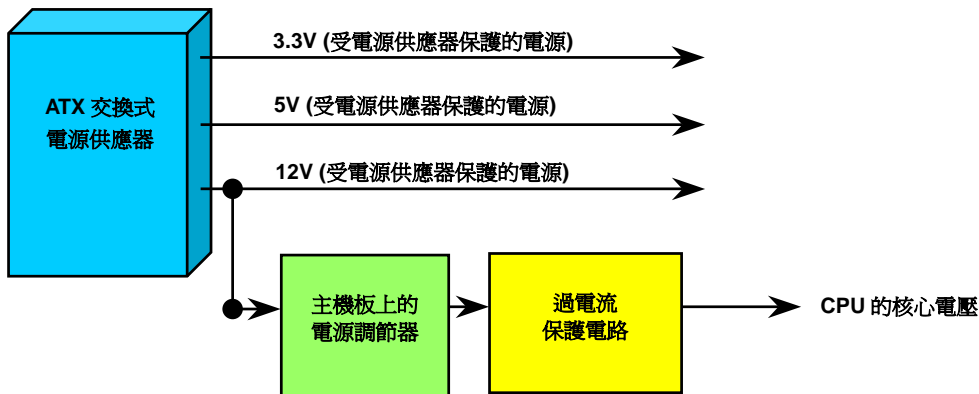 3.3V (受電源供應器保護的電源)
ATX 交換式
電源供應器
5V (受電源供應器保護的電源)
12V (受電源供應器保護的電源)
主機板上的
電源調節器
過電流
保護電路
CPU 的核心電壓